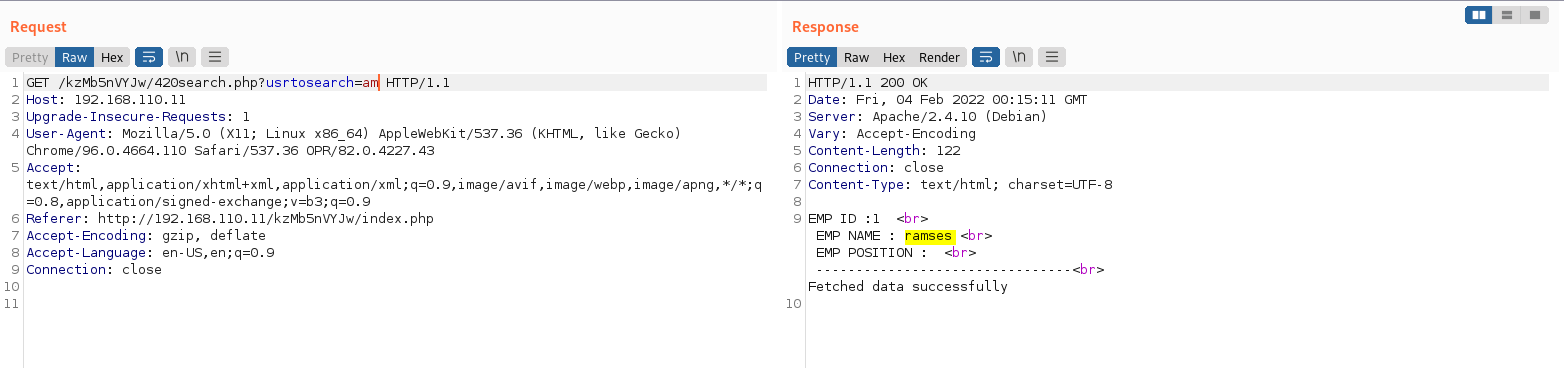 Request
Pretty Raw Hex \n
1 GET /kzMb5nVYJw/420search.php?usrtosearch=am HTTP/1.1
2 Host: 192.168.110.11
3 Upgrade-Insecure-Requests: 1
4 User-Agent: Mozilla/5.0 (X11; Linux x86_64) AppleWebKit/537.36 (KHTML, like Gecko)
Chrome/96.0.4664.110 Safari/537.36 OPR/82.0.4227.43
5 Accept:
text/html,application/xhtml+xml,application/xml;q=0.9,image/avif,image/webp,image/apng,*/*;q
=0.8,application/signed-exchange;v=b3;q=0.9
6 Referer: http://192.168.110.11/kzMb5nVYJw/index.php
7 Accept-Encoding: gzip, deflate
8 Accept-Language: en-US,en;q=0.9
9 Connection: close
10
11
Response
Pretty Raw Hex Render \n
1 HTTP/1.1 200 OK
2 Date: Fri, 04 Feb 2022 00:15:11 GMT
3 Server: Apache/2.4.10 (Debian)
4 Vary: Accept-Encoding
5 Content-Length: 122
6 Connection: close
7 Content-Type: text/html; charset=UTF-8
8
9 EMP ID :1 <br>
EMP NAME : ramses <br>
EMP POSITION : <br>
--------------------------------<br>
Fetched data successfully
10